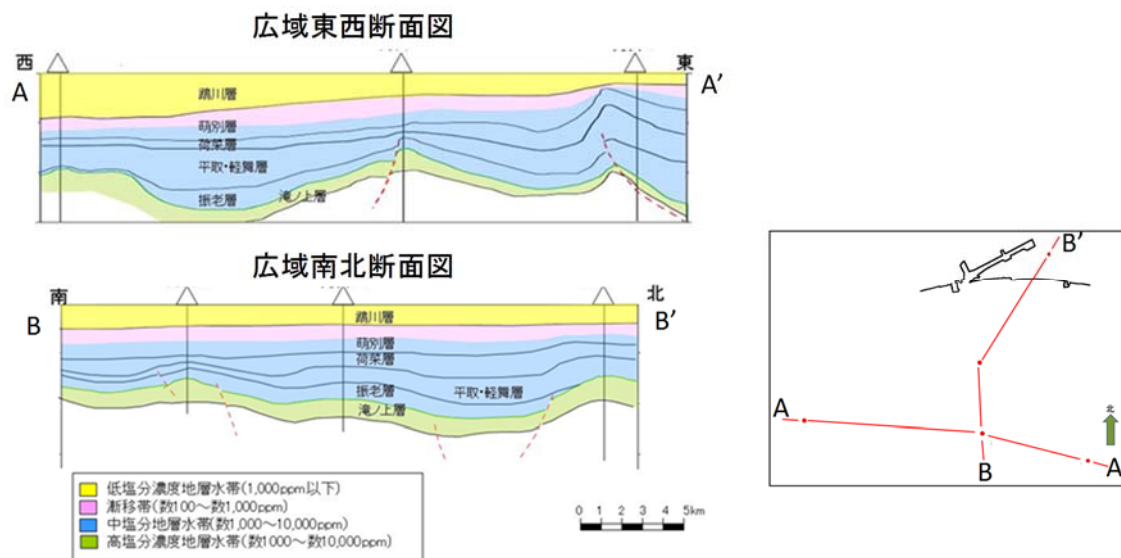 広域東西断面図
西
東
A
A'
鵡川層
萌別層
荷菜層
平取・軽舞層
振老層
滝ノ上層
広域南北断面図
南
北
B
B'
鵡川層
萌別層
荷菜層
振老層
平取・軽舞層
滝ノ上層
低塩分濃度地層水帯(1,000ppm以下)
漸移帯(数100~数1,000ppm)
中塩分地層水帯(数1,000~10,000ppm)
高塩分濃度地層水帯(数1000~数10,000ppm)
0 1 2 3 4 5km
B'
A
北
B
A